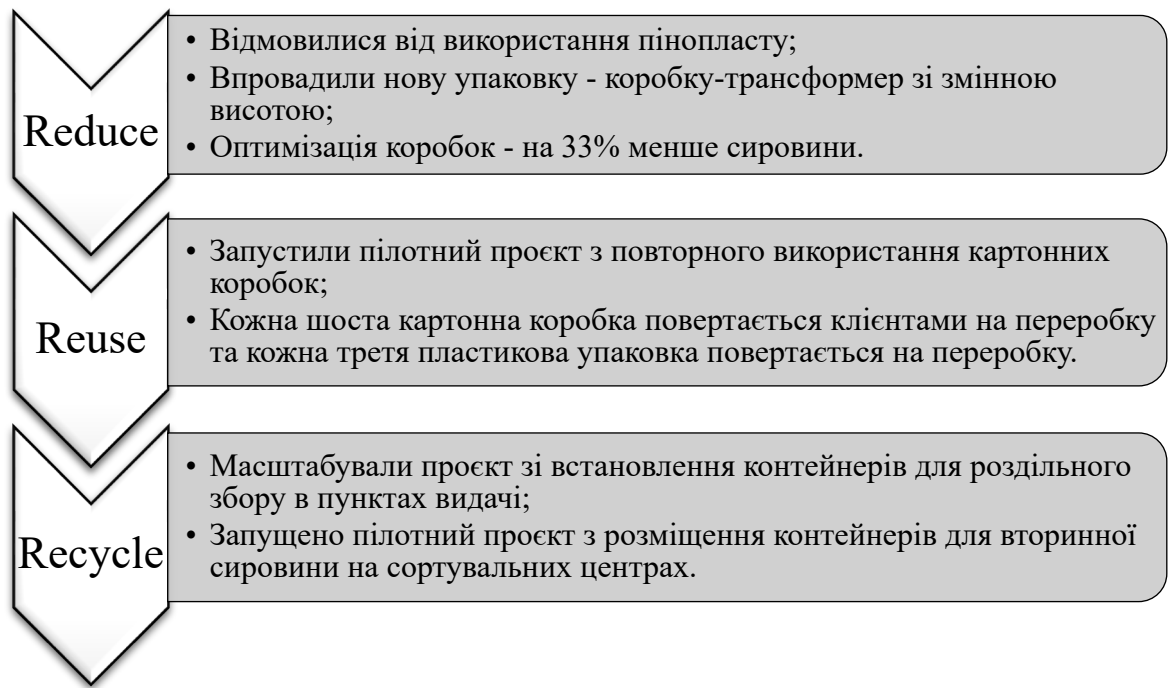 Reduce
• Відмовилися від використання пінопласту;
• Впровадили нову упаковку - коробку-трансформер зі змінною
висотою;
• Оптимізація коробок - на 33% менше сировини.
Reuse
• Запустили пілотний проєкт з повторного використання картонних
коробок;
• Кожна шоста картонна коробка повертається клієнтами на переробку
та кожна третя пластикова упаковка повертається на переробку.
Recycle
• Масштабували проєкт зі встановлення контейнерів для роздільного
збору в пунктах видачі;
• Запущено пілотний проєкт з розміщення контейнерів для вторинної
сировини на сортувальних центрах.